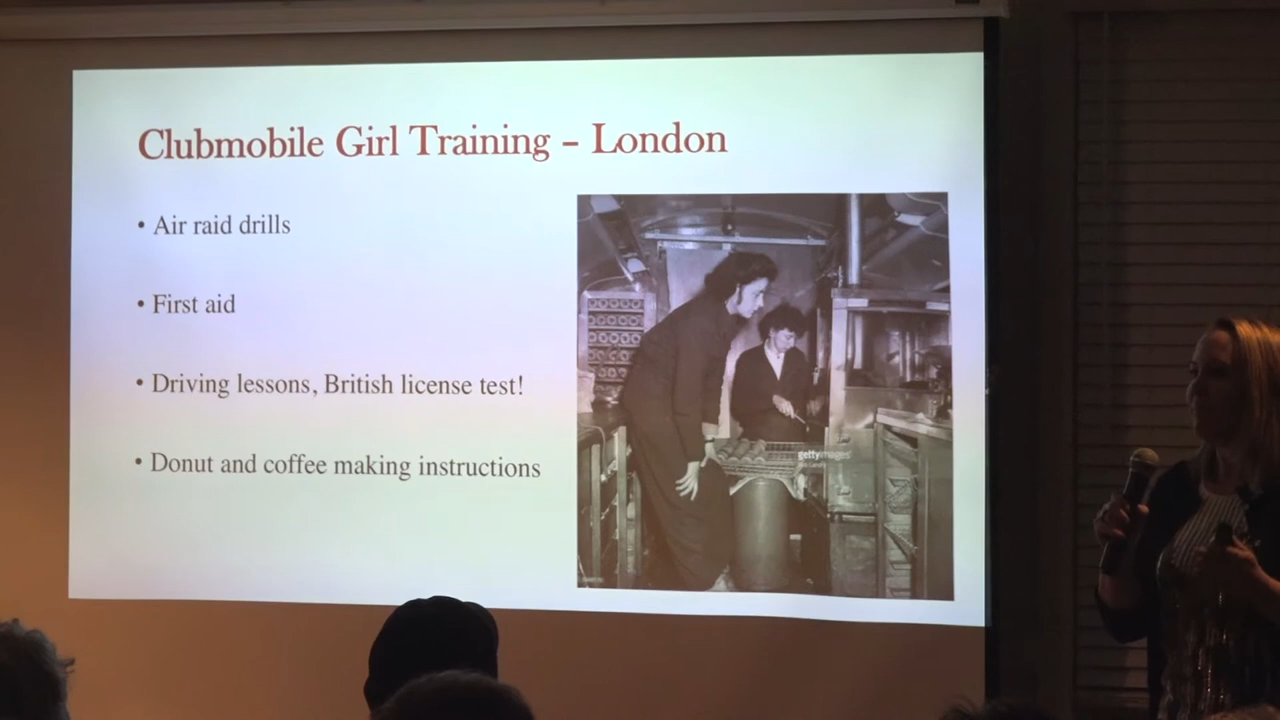 Clubmobile Girl Training – London
• Air raid drills
• First aid
• Driving lessons, British license test!
• Donut and coffee making instructions
gettyimages